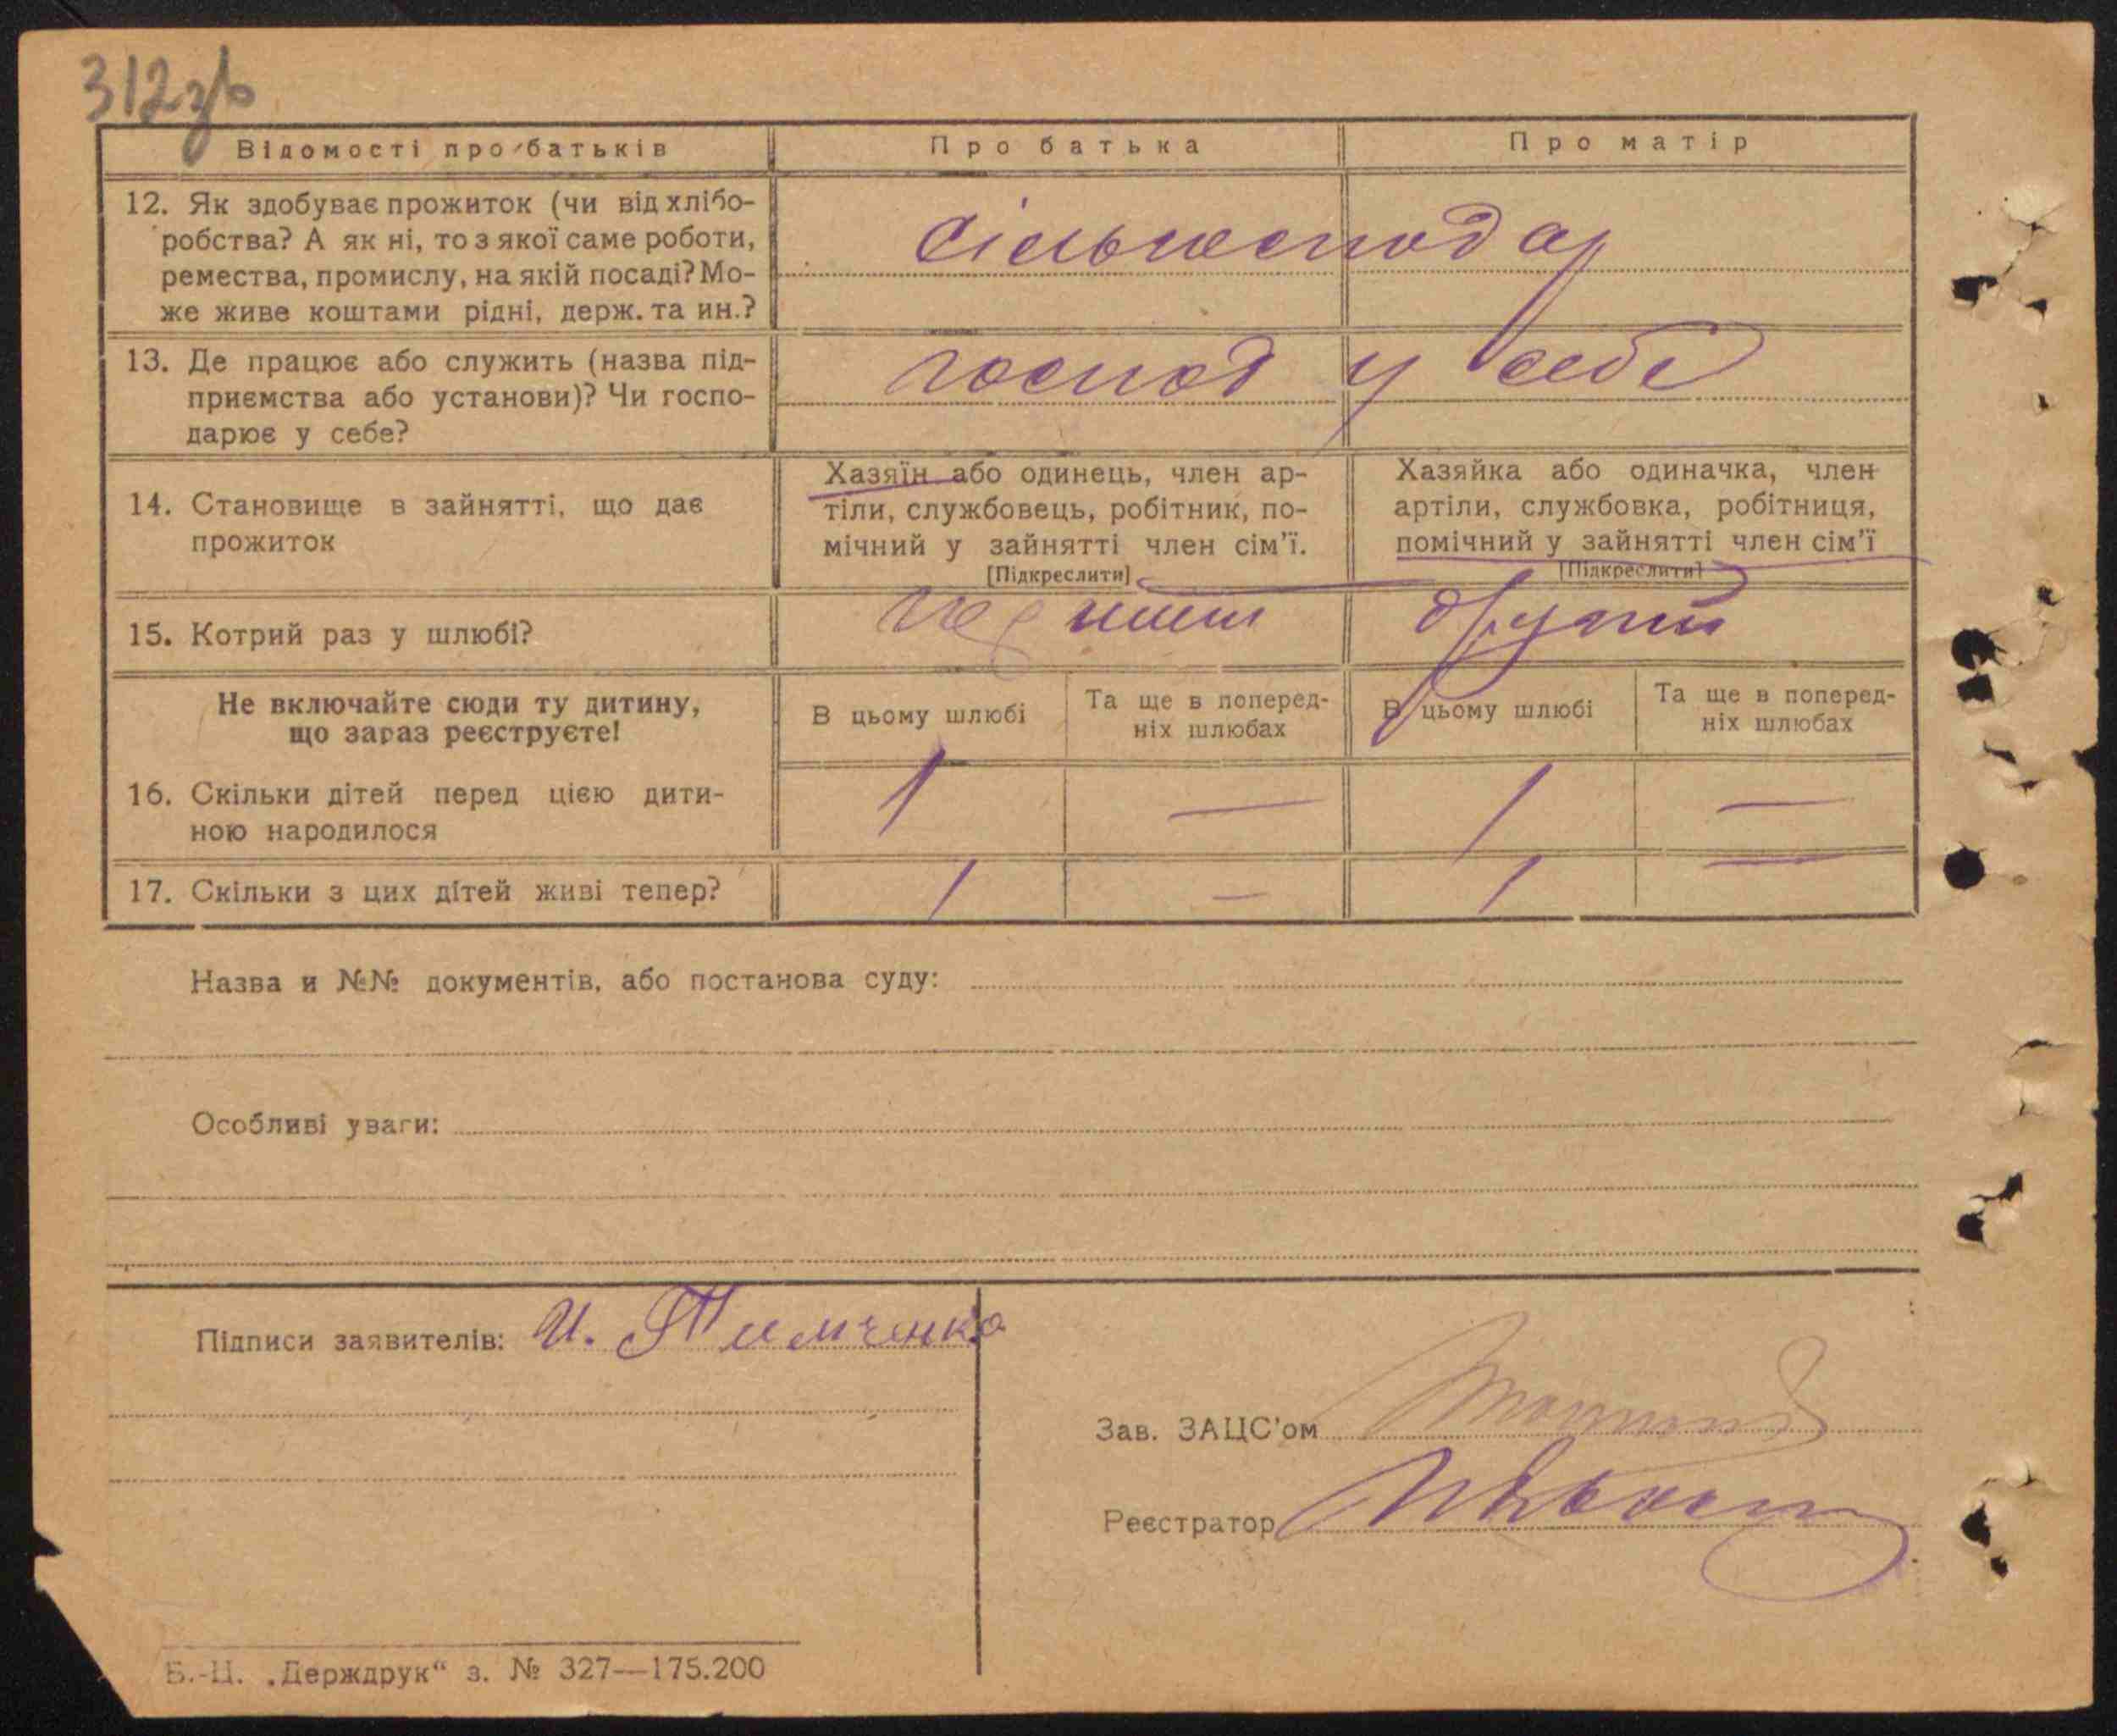 312зв
Відомості про батьків
Про батька
Про матір
12. Як здобуває прожиток (чи від хлібо-
робства? А як ні, то з якої саме роботи,
ремества, промислу, на якій посаді? Мо-
же живе коштами рідні, держ. та ин.?
сільгосподар
13. Де працює або служить (назва під-
приємства або установи)? Чи госпо-
дарює у себе?
господ у себе
14. Становище в зайнятті, що дає
прожиток
Хазяїн або одинець, член ар-
тіли, службовець, робітник, по-
мічний у зайнятті член сім'ї.
[Підкреслити]
Хазяйка або одиначка, член
артіли, службовка, робітниця,
помічний у зайнятті член сім'ї
[Підкреслити]
15. Котрий раз у шлюбі?
другий
Не включайте сюди ту дитину,
що зараз реєструєте!
В цьому шлюбі
Та ще в поперед-
ніх шлюбах
В цьому шлюбі
Та ще в поперед-
ніх шлюбах
16. Скільки дітей перед цією дити-
ною народилося
1 — 1 —
17. Скільки з цих дітей живі тепер?
1 — 1 —
Назва и №№ документів, або постанова суду:
Особливі уваги:
Підписи заявителів: И. Тимченко
Зав. ЗАЦС'ом
Реєстратор
Б.-Ц. „Держдрук“ з. № 327—175.200